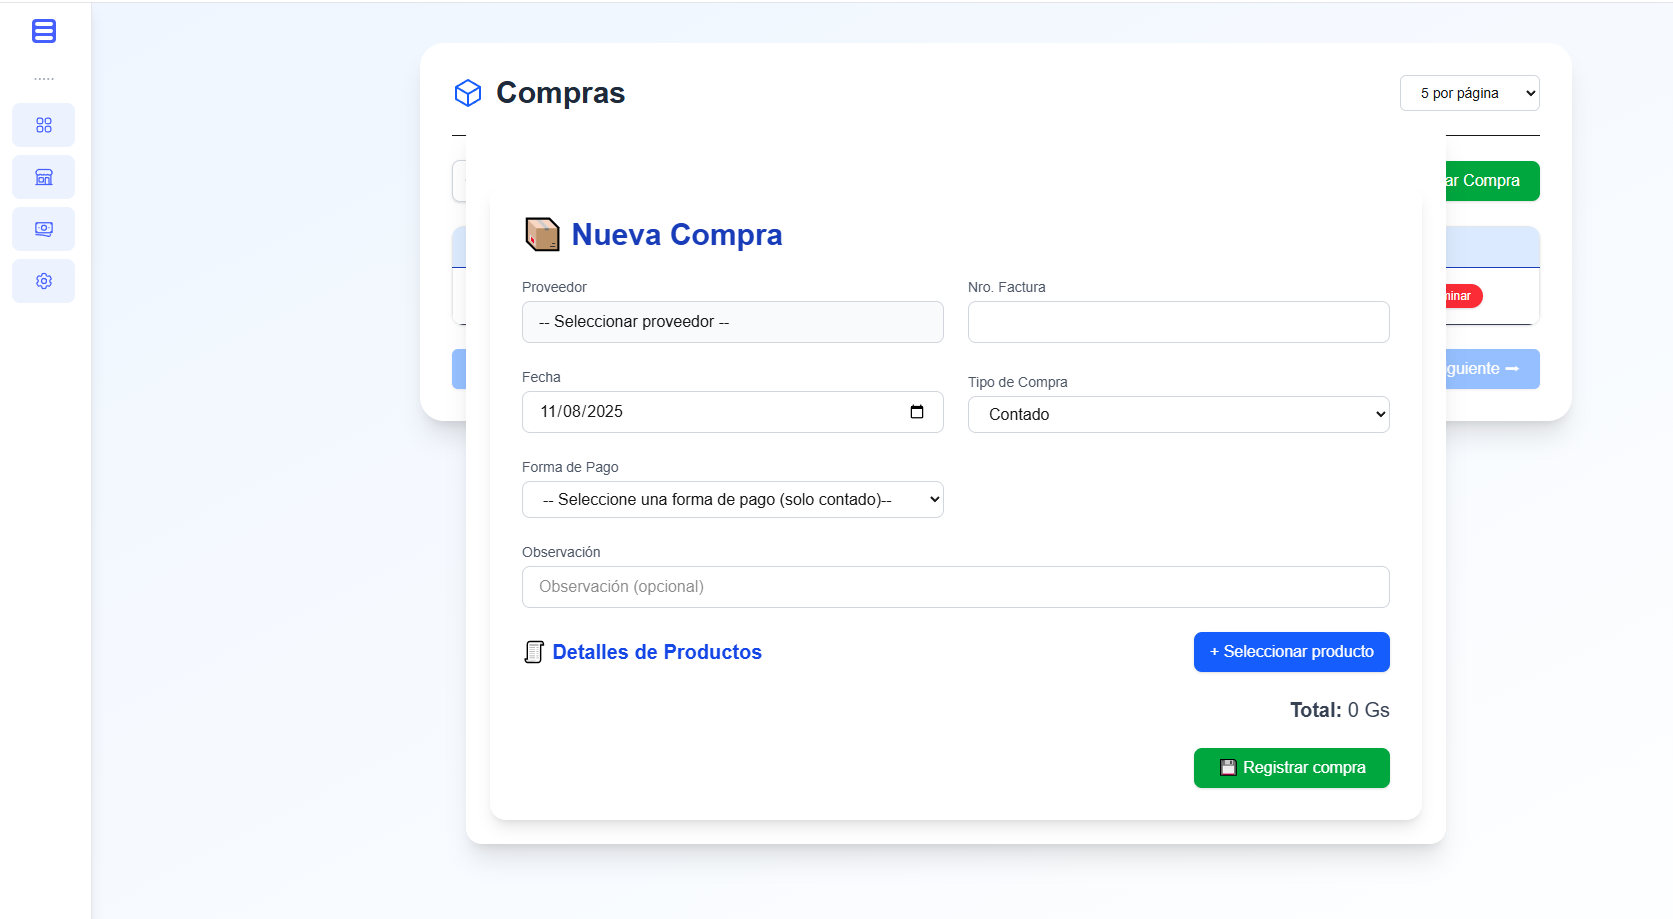 .....
Compras
5 por página
ar Compra
Nueva Compra
Proveedor
Nro. Factura
-- Seleccionar proveedor --
inar
Fecha
guiente ➡
Tipo de Compra
11/08/2025
Contado
Forma de Pago
-- Seleccione una forma de pago (solo contado)--
Observación
Observación (opcional)
Detalles de Productos
+ Seleccionar producto
Total: 0 Gs
Registrar compra